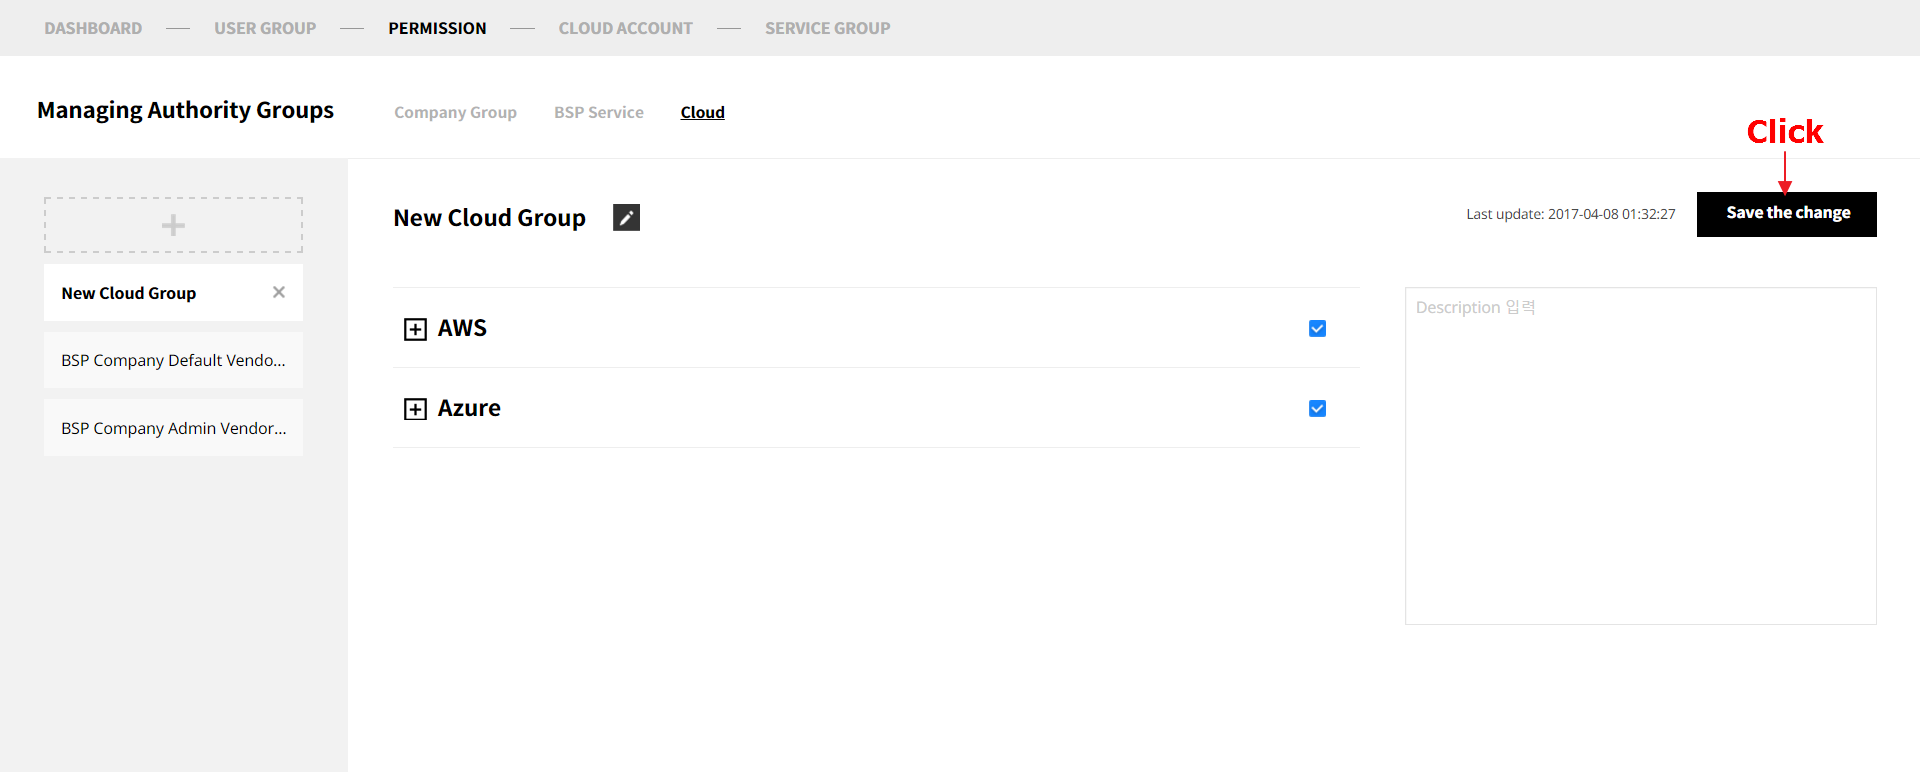 DASHBOARD — USER GROUP — PERMISSION — CLOUD ACCOUNT — SERVICE GROUP
Managing Authority Groups
Company Group BSP Service Cloud
Click
New Cloud Group
BSP Company Default Vendo...
BSP Company Admin Vendor...
New Cloud Group
Last update: 2017-04-08 01:32:27
Save the change
AWS
Azure
Description 입력